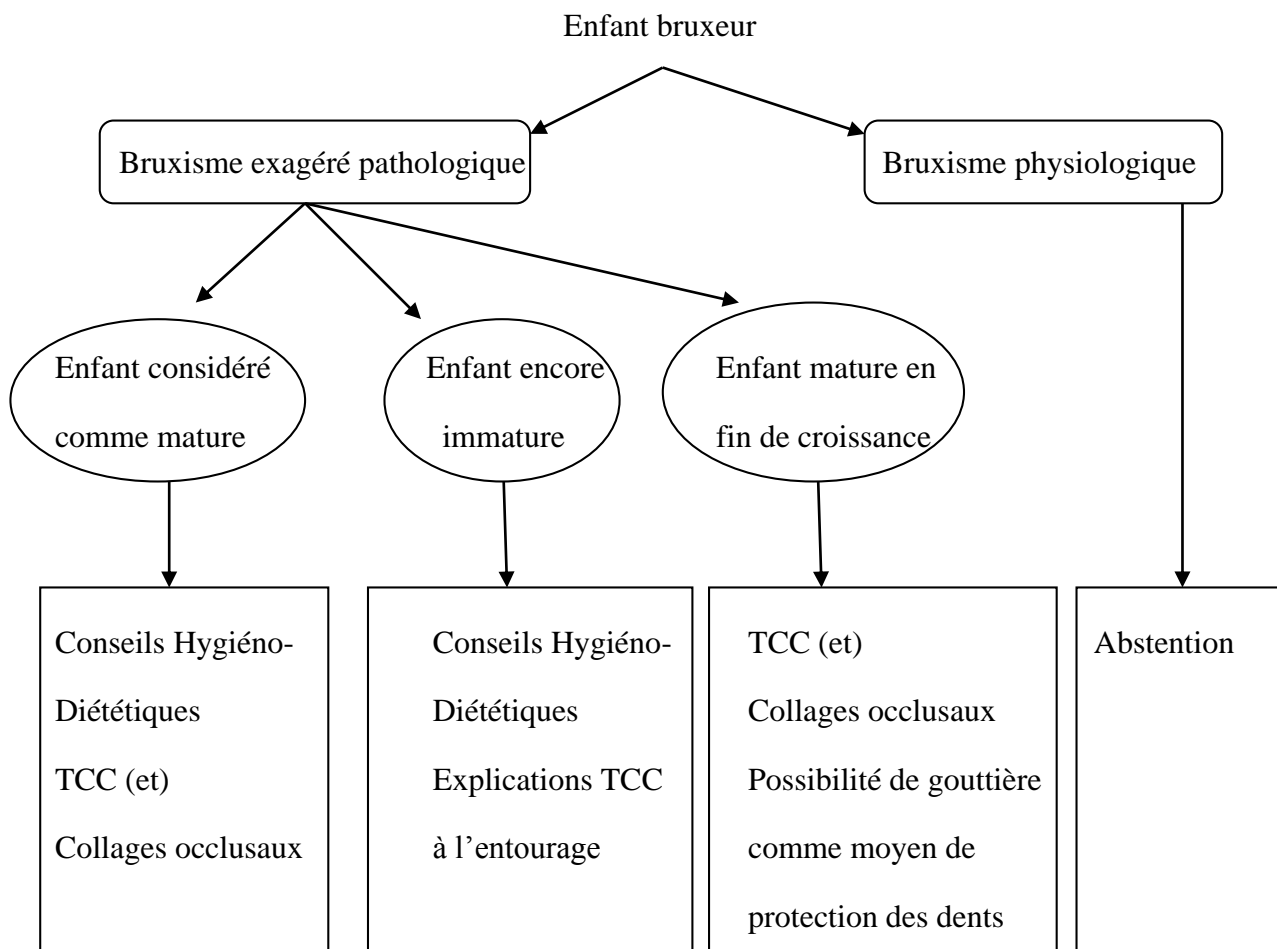 Enfant bruxeur
Bruxisme exagéré pathologique
Bruxisme physiologique
Enfant considéré
comme mature
Enfant encore
immature
Enfant mature en
fin de croissance
Conseils Hygiéno-
Diététiques
TCC (et)
Collages occlusaux
Conseils Hygiéno-
Diététiques
Explications TCC
à l’entourage
TCC (et)
Collages occlusaux
Possibilité de gouttière
comme moyen de
protection des dents
Abstention